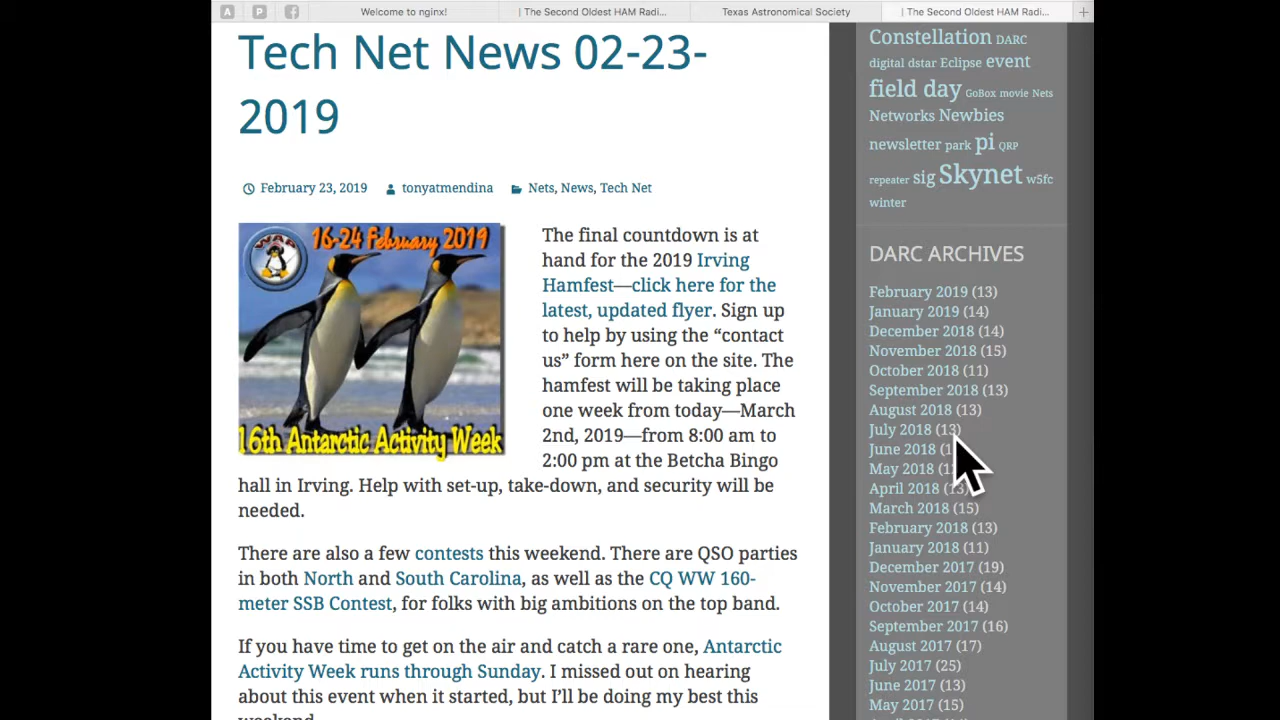 Welcome to nginx!
| The Second Oldest HAM Radi...
Texas Astronomical Society
| The Second Oldest HAM Radi...
Tech Net News 02-23-
2019
February 23, 2019
tonyatmendina
Nets, News, Tech Net
16-24 February 2019
WAP
16th Antarctic Activity Week
The final countdown is at
hand for the 2019 Irving
Hamfest—click here for the
latest, updated flyer. Sign up
to help by using the “contact
us” form here on the site. The
hamfest will be taking place
one week from today—March
2nd, 2019—from 8:00 am to
2:00 pm at the Betcha Bingo
hall in Irving. Help with set-up, take-down, and security will be
needed.
There are also a few contests this weekend. There are QSO parties
in both North and South Carolina, as well as the CQ WW 160-
meter SSB Contest, for folks with big ambitions on the top band.
If you have time to get on the air and catch a rare one, Antarctic
Activity Week runs through Sunday. I missed out on hearing
about this event when it started, but I’ll be doing my best this
weekend
Constellation DARC
digital dstar Eclipse event
field day GoBox movie Nets
Networks Newbies
newsletter park pi QRP
repeater sig Skynet w5fc
winter
DARC ARCHIVES
February 2019 (13)
January 2019 (14)
December 2018 (14)
November 2018 (15)
October 2018 (11)
September 2018 (13)
August 2018 (13)
July 2018 (13)
June 2018
May 2018
April 2018 (13)
March 2018 (15)
February 2018 (13)
January 2018 (11)
December 2017 (19)
November 2017 (14)
October 2017 (14)
September 2017 (16)
August 2017 (17)
July 2017 (25)
June 2017 (13)
May 2017 (15)